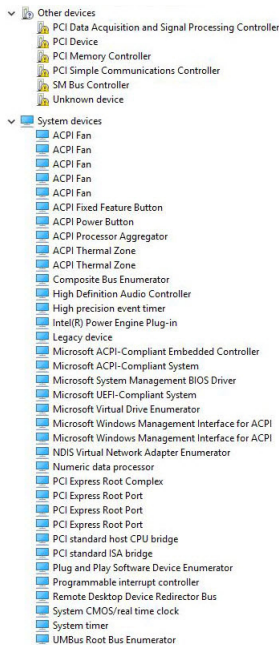 Other devices
PCI Data Acquisition and Signal Processing Controller
PCI Device
PCI Memory Controller
PCI Simple Communications Controller
SM Bus Controller
Unknown device
System devices
ACPI Fan
ACPI Fan
ACPI Fan
ACPI Fan
ACPI Fan
ACPI Fixed Feature Button
ACPI Power Button
ACPI Processor Aggregator
ACPI Thermal Zone
ACPI Thermal Zone
Composite Bus Enumerator
High Definition Audio Controller
High precision event timer
Intel(R) Power Engine Plug-in
Legacy device
Microsoft ACPI-Compliant Embedded Controller
Microsoft ACPI-Compliant System
Microsoft System Management BIOS Driver
Microsoft UEFI-Compliant System
Microsoft Virtual Drive Enumerator
Microsoft Windows Management Interface for ACPI
Microsoft Windows Management Interface for ACPI
NDIS Virtual Network Adapter Enumerator
Numeric data processor
PCI Express Root Complex
PCI Express Root Port
PCI Express Root Port
PCI Express Root Port
PCI standard host CPU bridge
PCI standard ISA bridge
Plug and Play Software Device Enumerator
Programmable interrupt controller
Remote Desktop Device Redirector Bus
System CMOS/real time clock
System timer
UMBus Root Bus Enumerator